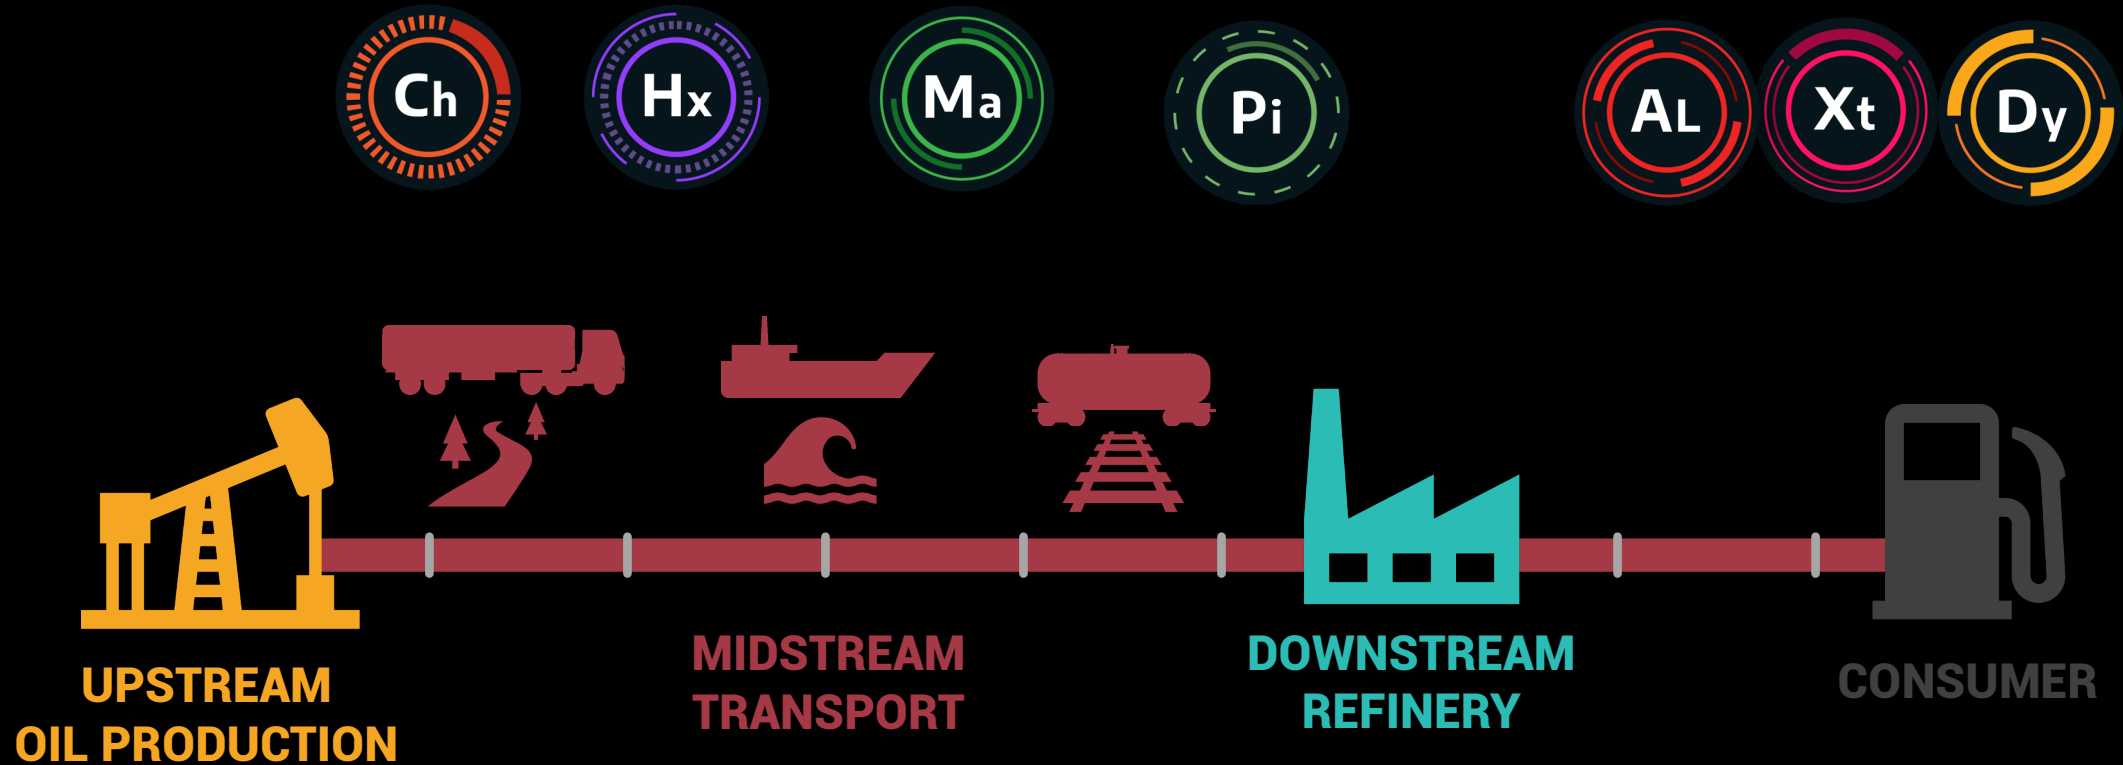 Ch
Hx
Ma
Pi
AL
Xt
Dy
UPSTREAM
OIL PRODUCTION
MIDSTREAM
TRANSPORT
DOWNSTREAM
REFINERY
CONSUMER